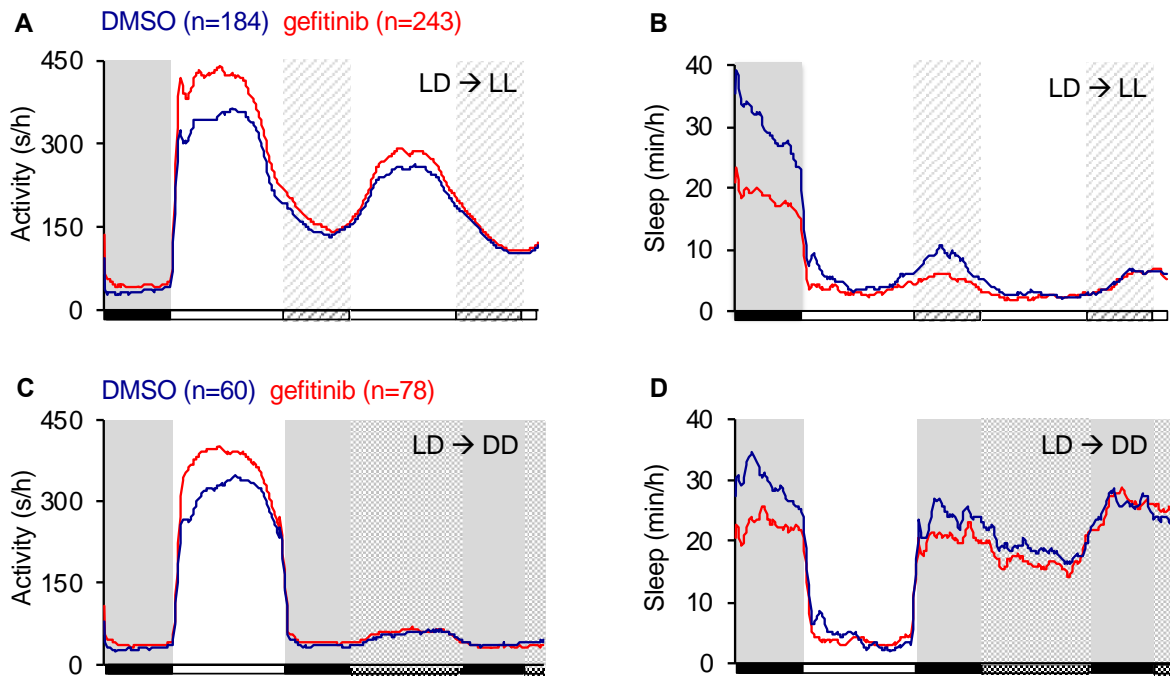 A
DMSO (n=184) gefitinib (n=243)
Activity (s/h)
450
300
150
0
LD → LL
B
Sleep (min/h)
40
30
20
10
0
LD → LL
C
DMSO (n=60) gefitinib (n=78)
Activity (s/h)
450
300
150
0
LD → DD
D
Sleep (min/h)
40
30
20
10
0
LD → DD